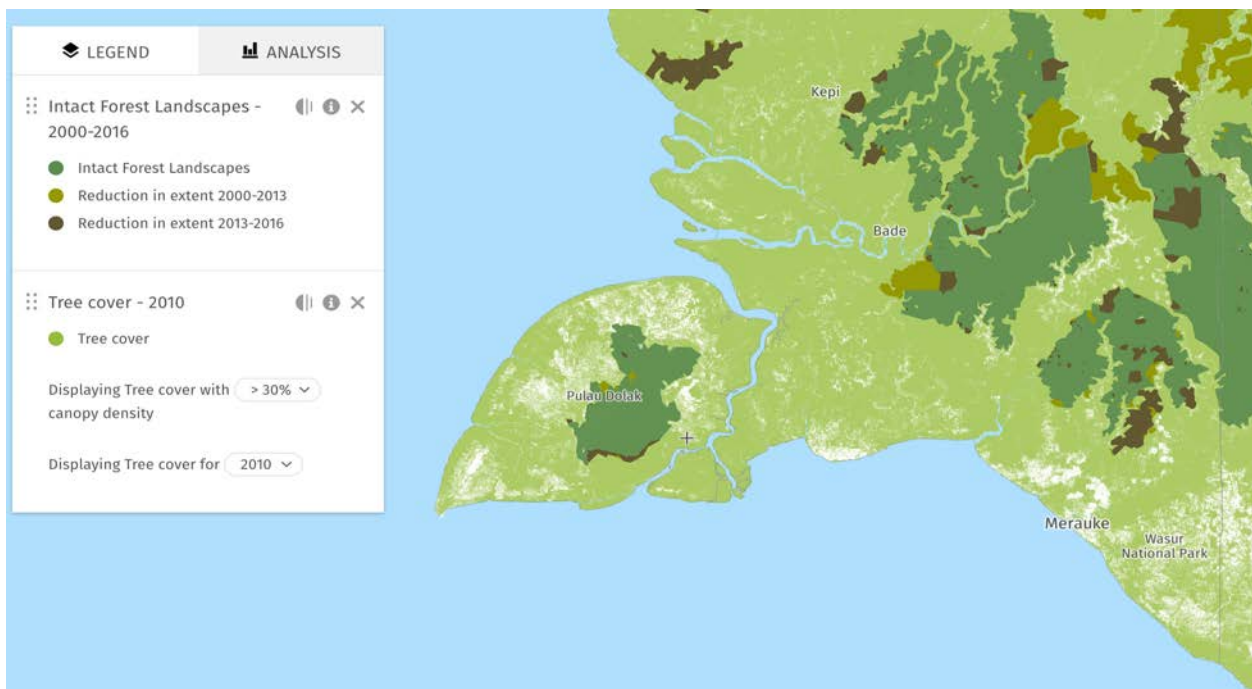 LEGEND
ANALYSIS
Intact Forest Landscapes -
2000-2016
Intact Forest Landscapes
Reduction in extent 2000-2013
Reduction in extent 2013-2016
Tree cover - 2010
Tree cover
Displaying Tree cover with > 30%
canopy density
Displaying Tree cover for 2010
Kepi
Bade
Pulau Dolak
Merauke
Wasur
National Park